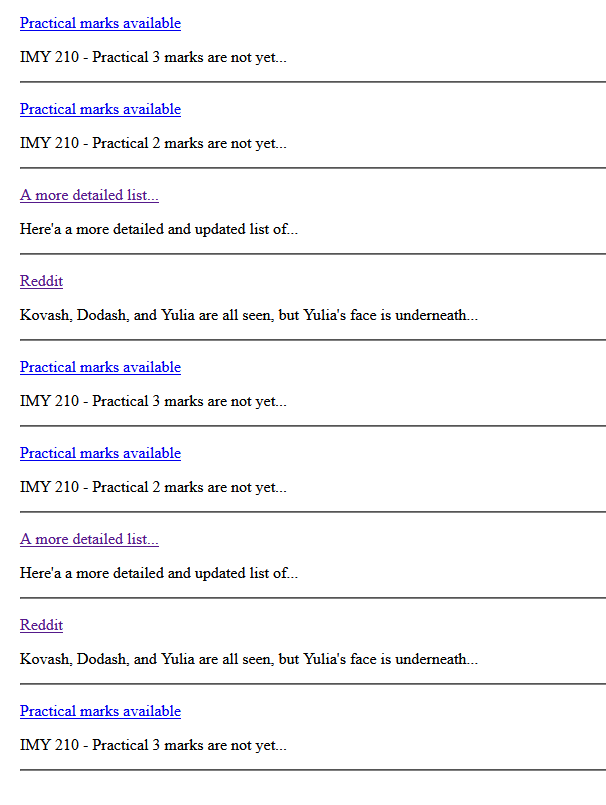 Practical marks available
IMY 210 - Practical 3 marks are not yet...
Practical marks available
IMY 210 - Practical 2 marks are not yet...
A more detailed list...
Here'a a more detailed and updated list of...
Reddit
Kovash, Dodash, and Yulia are all seen, but Yulia's face is underneath...
Practical marks available
IMY 210 - Practical 3 marks are not yet...
Practical marks available
IMY 210 - Practical 2 marks are not yet...
A more detailed list...
Here'a a more detailed and updated list of...
Reddit
Kovash, Dodash, and Yulia are all seen, but Yulia's face is underneath...
Practical marks available
IMY 210 - Practical 3 marks are not yet...